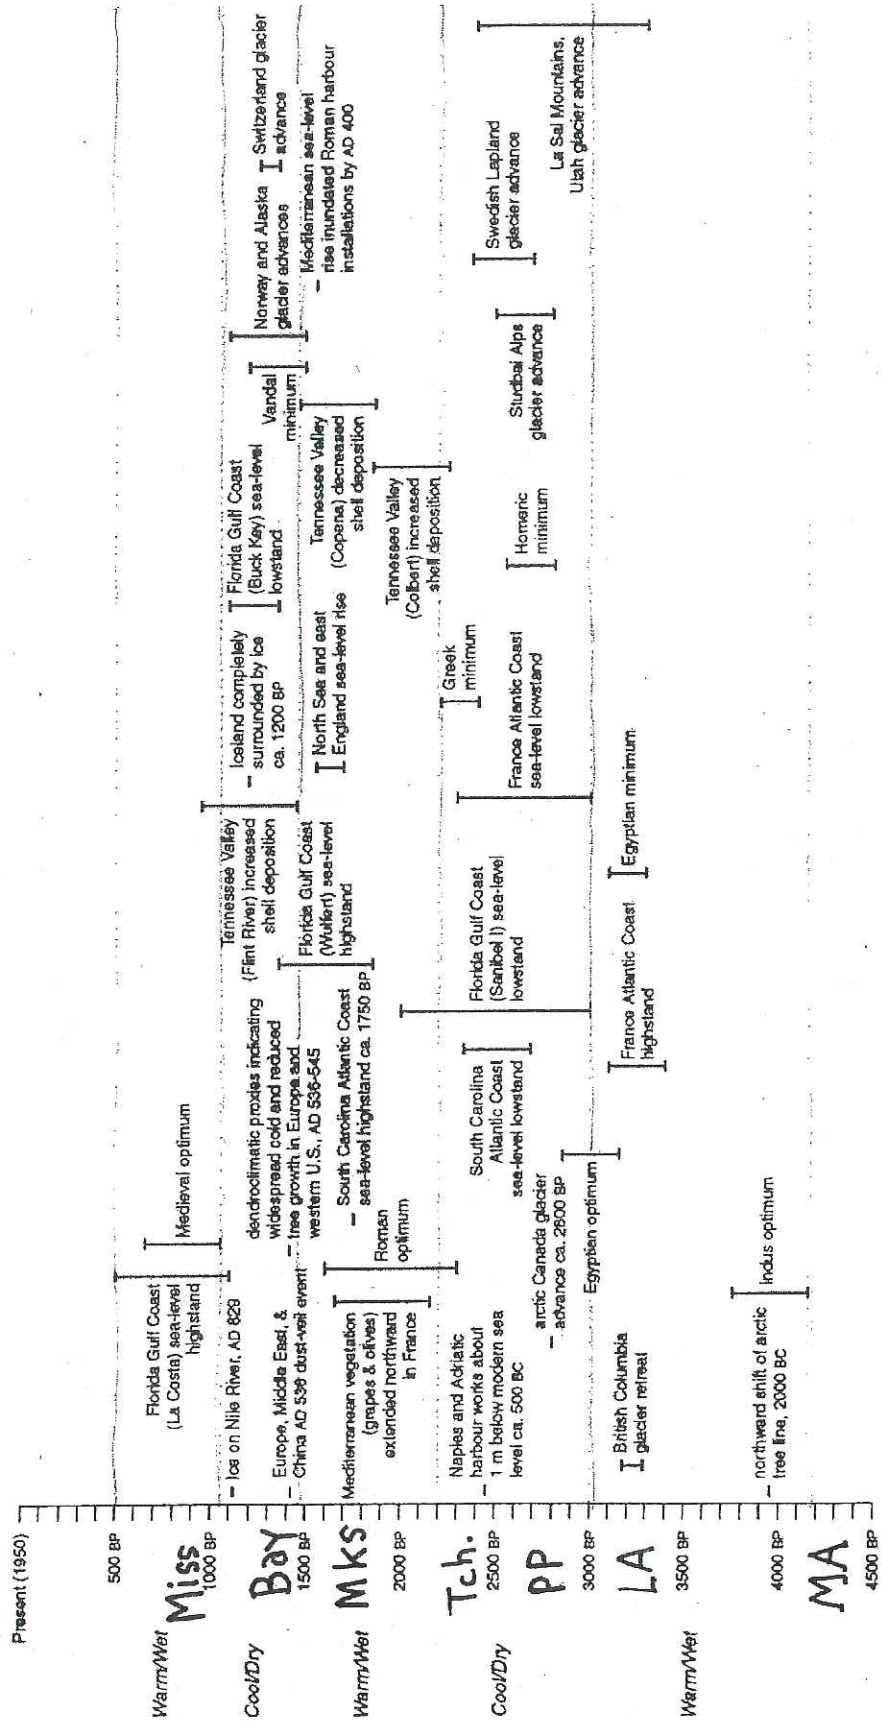 Present (1950)
500 BP
1000 BP
1500 BP
2000 BP
2500 BP
3000 BP
3500 BP
4000 BP
4500 BP
Warm/Wet
Cool/Dry
Warm/Wet
Cool/Dry
Warm/Wet
Miss
Bay
Mks
Tch.
PP
LA
MA
Florida Gulf Coast
(La Costa) sea-level
highstand
Medieval optimum
Ice on Nile River, AD 829
Europe, Middle East, &
China AD 536 dust-veil event
dendroclimatic proxies indicating
widespread cold and reduced
tree growth in Europe and
western U.S., AD 536-545
Tennessee Valley
(Flint River) increased
shell deposition
Iceland completely
surrounded by ice
ca. 1200 BP
Florida Gulf Coast
(Buck Key) sea-level
lowstand
Vandal
minimum
Norway and Alaska
glacier advances
Switzerland glacier
advance
Mediterranean vegetation
(grapes & olives)
extended northward
in France
Roman
optimum
South Carolina Atlantic Coast
sea-level highstand ca. 1750 BP
Florida Gulf Coast
(Wulfert) sea-level
highstand
North Sea and east
England sea-level rise
Tennessee Valley
(Copena) decreased
shell deposition
Mediterranean sea-level
rise inundated Roman harbour
installations by AD 400
Tennessee Valley
(Colbert) increased
shell deposition
Naples and Adriatic
harbour works about
1 m below modern sea
level ca. 500 BC
South Carolina
Atlantic Coast
sea-level lowstand
arctic Canada glacier
advance ca. 2800 BP
Florida Gulf Coast
(Sanibel I) sea-level
lowstand
Greek
minimum
France Atlantic Coast
sea-level lowstand
Homeric
minimum
Studbai Alps
glacier advance
Swedish Lapland
glacier advance
La Sal Mountains,
Utah glacier advance
Egyptian optimum
British Columbia
glacier retreat
France Atlantic Coast
highstand
Egyptian minimum
northward shift of arctic
tree line, 2000 BC
Indus optimum